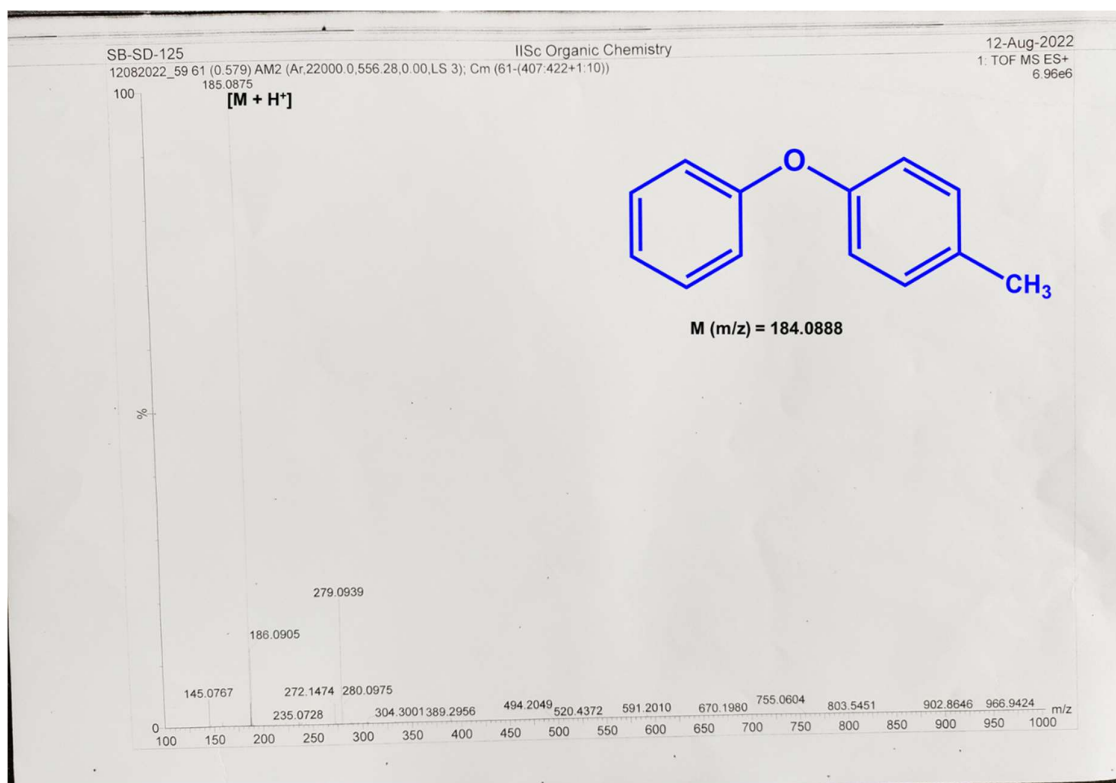 SB-SD-125
IISc Organic Chemistry
12-Aug-2022
12082022_59 61 (0.579) AM2 (Ar,22000.0,556.28,0.00,LS 3); Cm (61-(407:422+1:10))
1: TOF MS ES+
6.96e6
185.0875
100
[M + H⁺]
O
CH₃
M (m/z) = 184.0888
%
279.0939
186.0905
145.0767
272.1474
280.0975
235.0728
304.3001
389.2956
494.2049
520.4372
591.2010
670.1980
755.0604
803.5451
902.8646
966.9424
0
m/z
100 150 200 250 300 350 400 450 500 550 600 650 700 750 800 850 900 950 1000